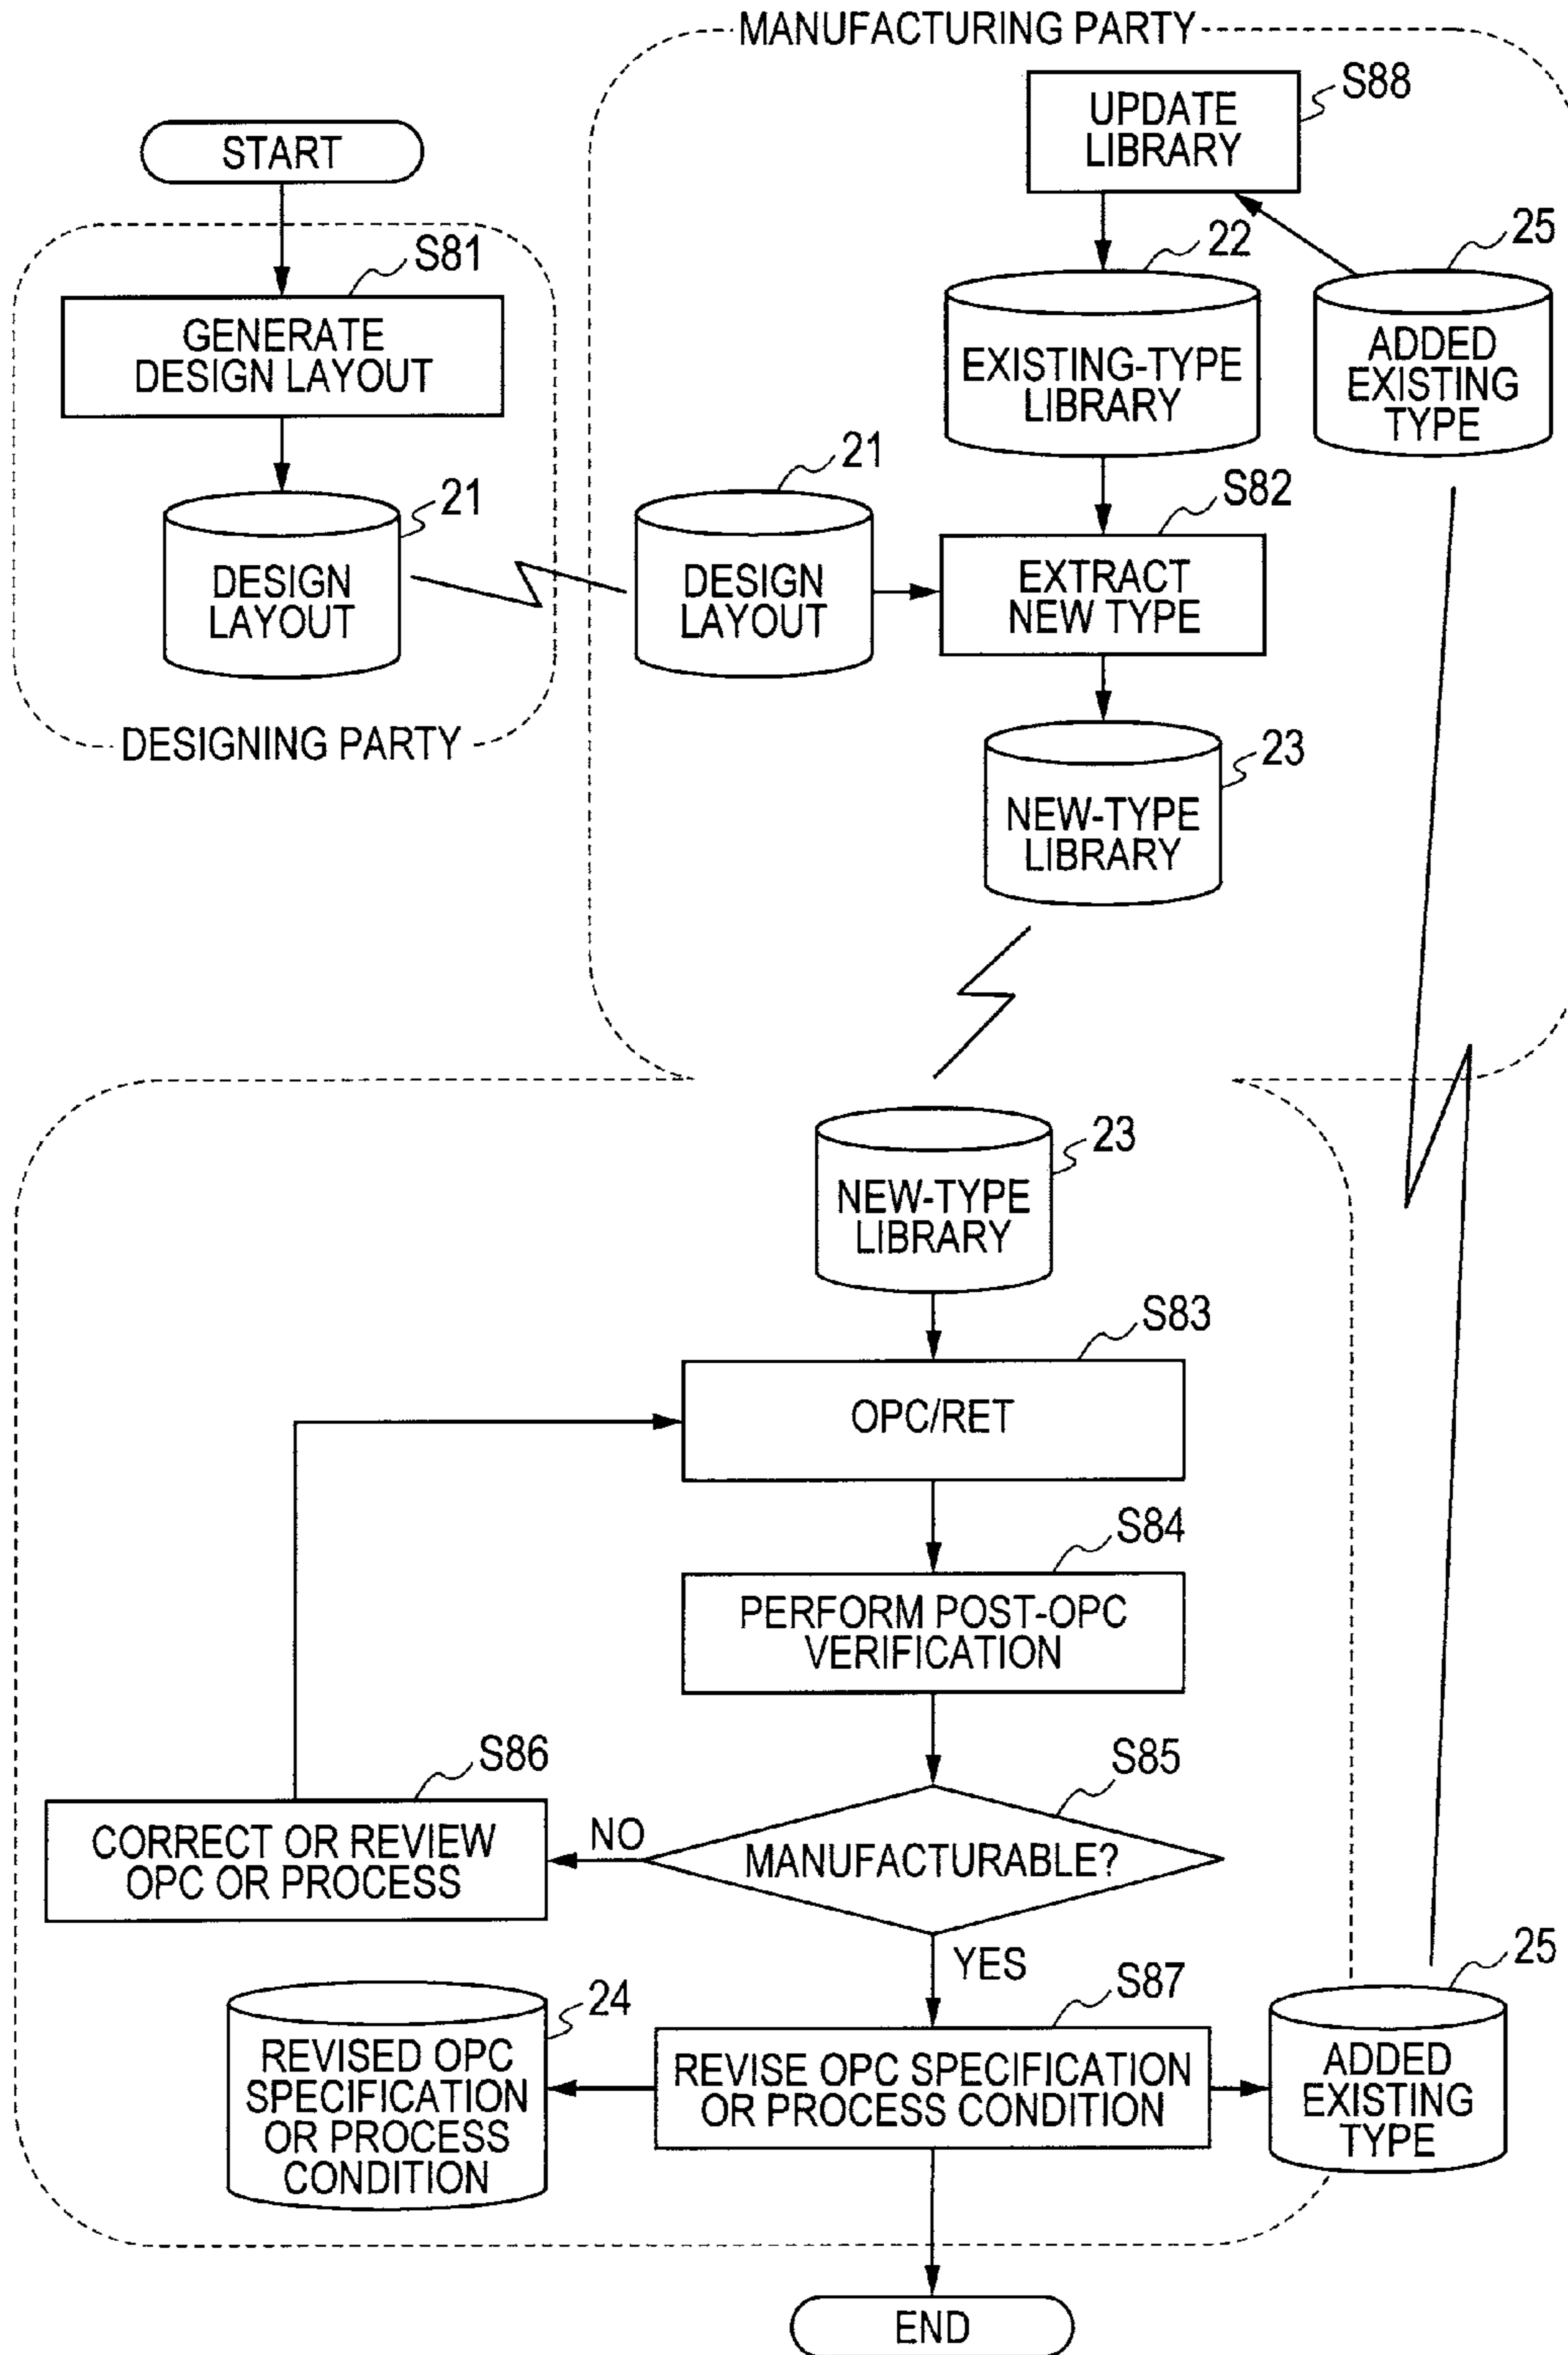 MANUFACTURING PARTY
S88
UPDATE
LIBRARY
START
S81
GENERATE
DESIGN LAYOUT
22
EXISTING-TYPE
LIBRARY
25
ADDED
EXISTING
TYPE
21
DESIGN
LAYOUT
21
DESIGN
LAYOUT
S82
EXTRACT
NEW TYPE
DESIGNING PARTY
23
NEW-TYPE
LIBRARY
23
NEW-TYPE
LIBRARY
S83
OPC/RET
S84
PERFORM POST-OPC
VERIFICATION
S85
MANUFACTURABLE?
NO
S86
CORRECT OR REVIEW
OPC OR PROCESS
YES
S87
REVISE OPC SPECIFICATION
OR PROCESS CONDITION
24
REVISED OPC
SPECIFICATION
OR PROCESS
CONDITION
25
ADDED
EXISTING
TYPE
END